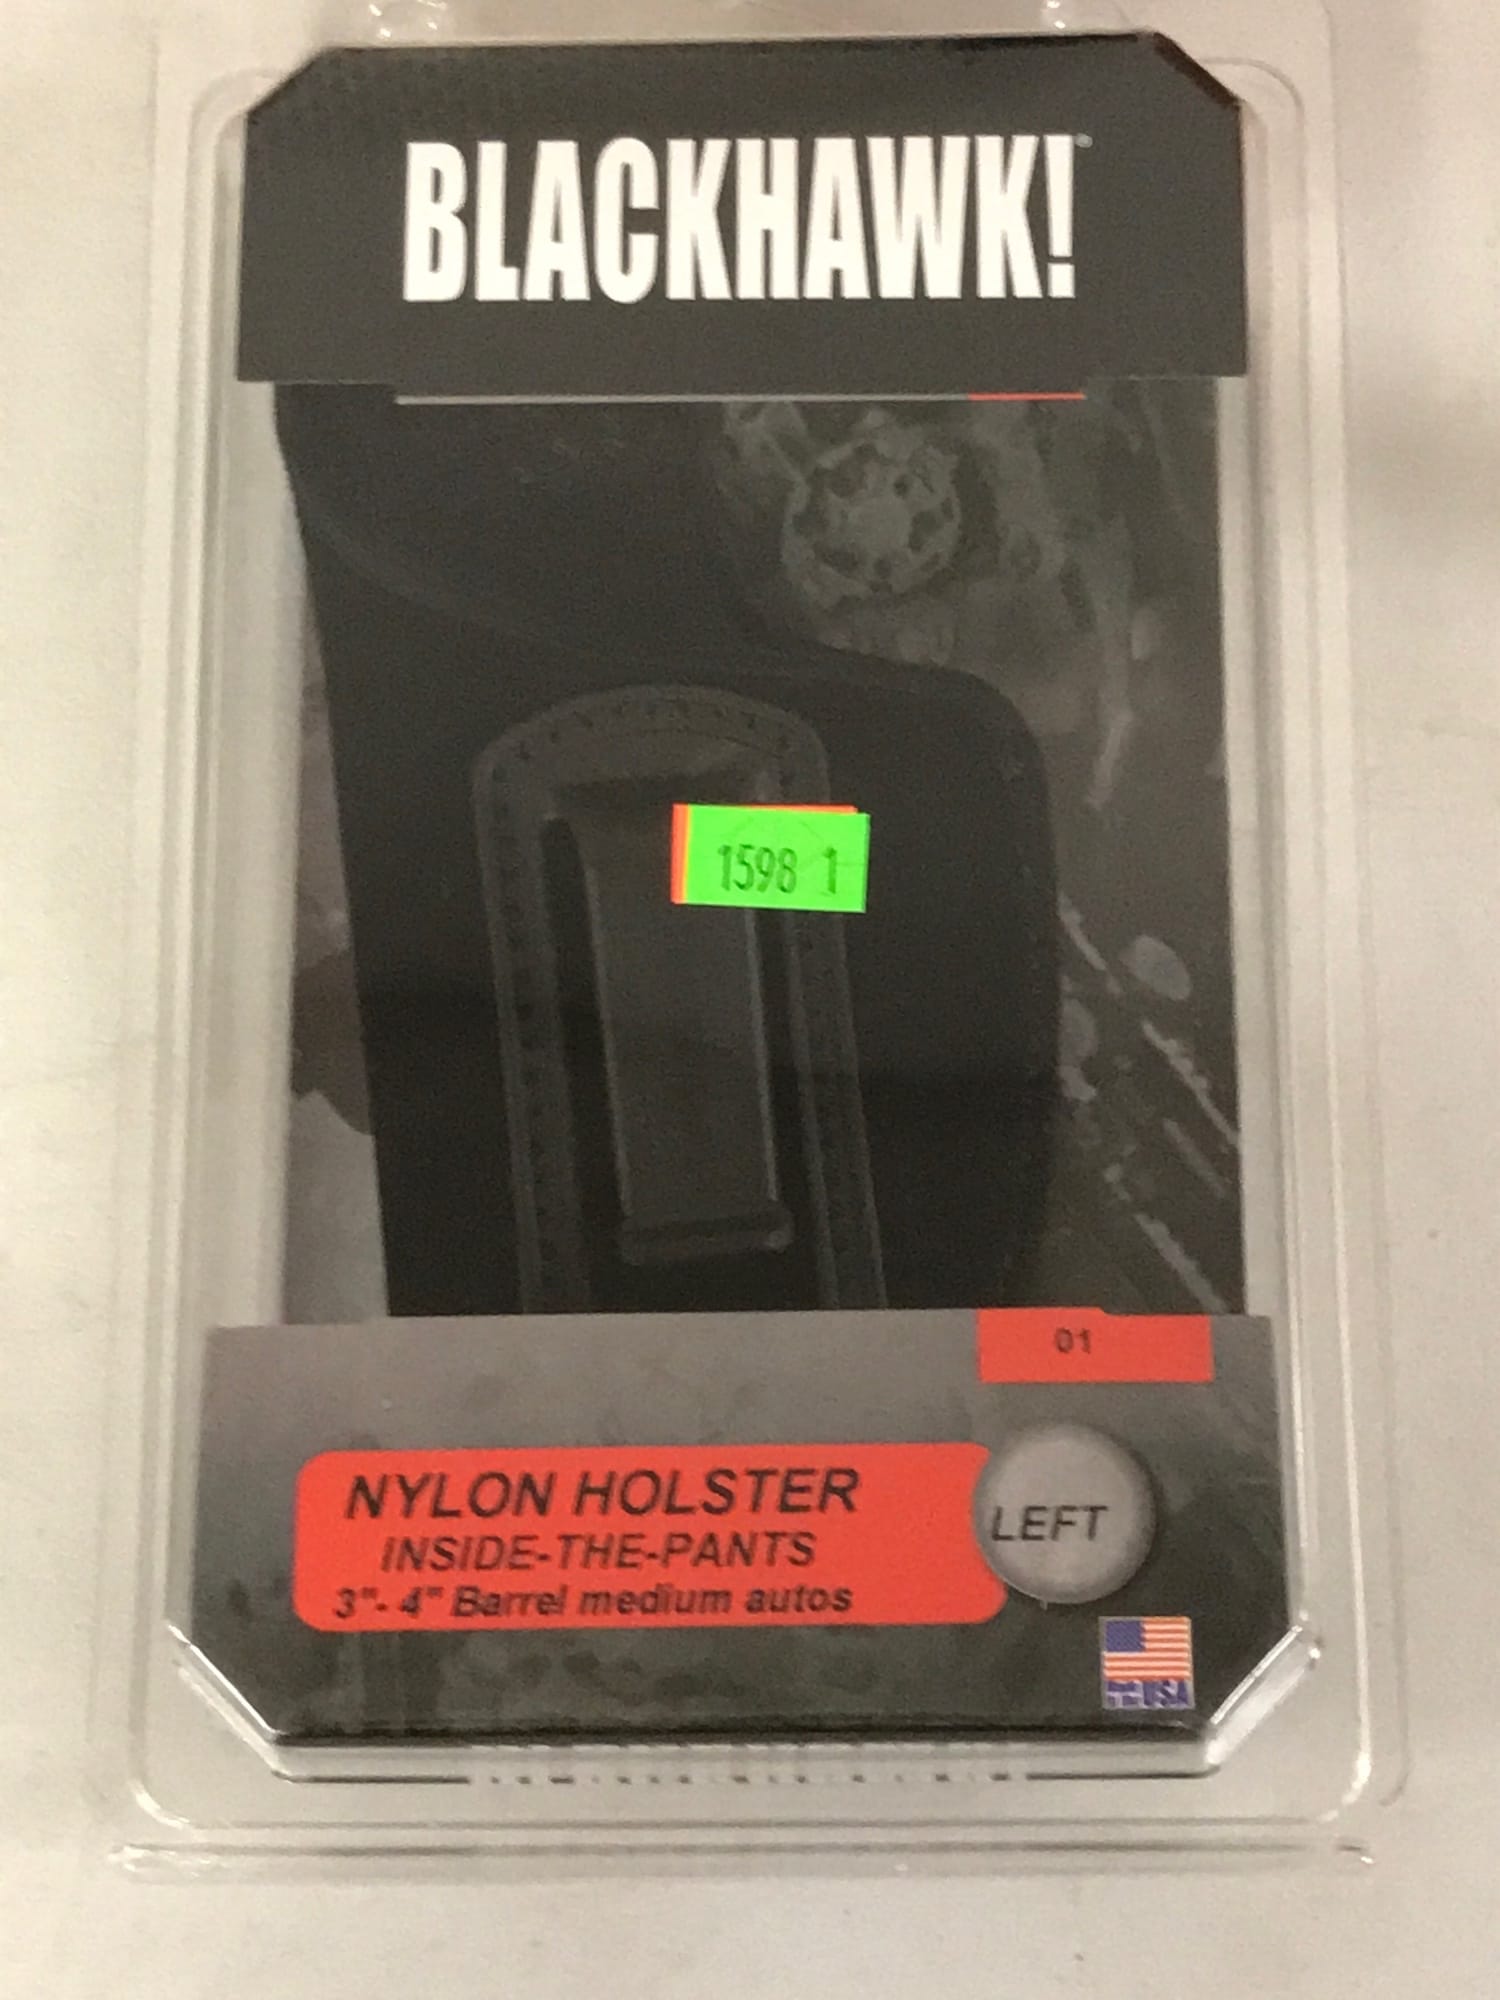 BLACKHAWK!
1598 1
01
NYLON HOLSTER
INSIDE-THE-PANTS
3"- 4" Barrel medium autos
LEFT
USA